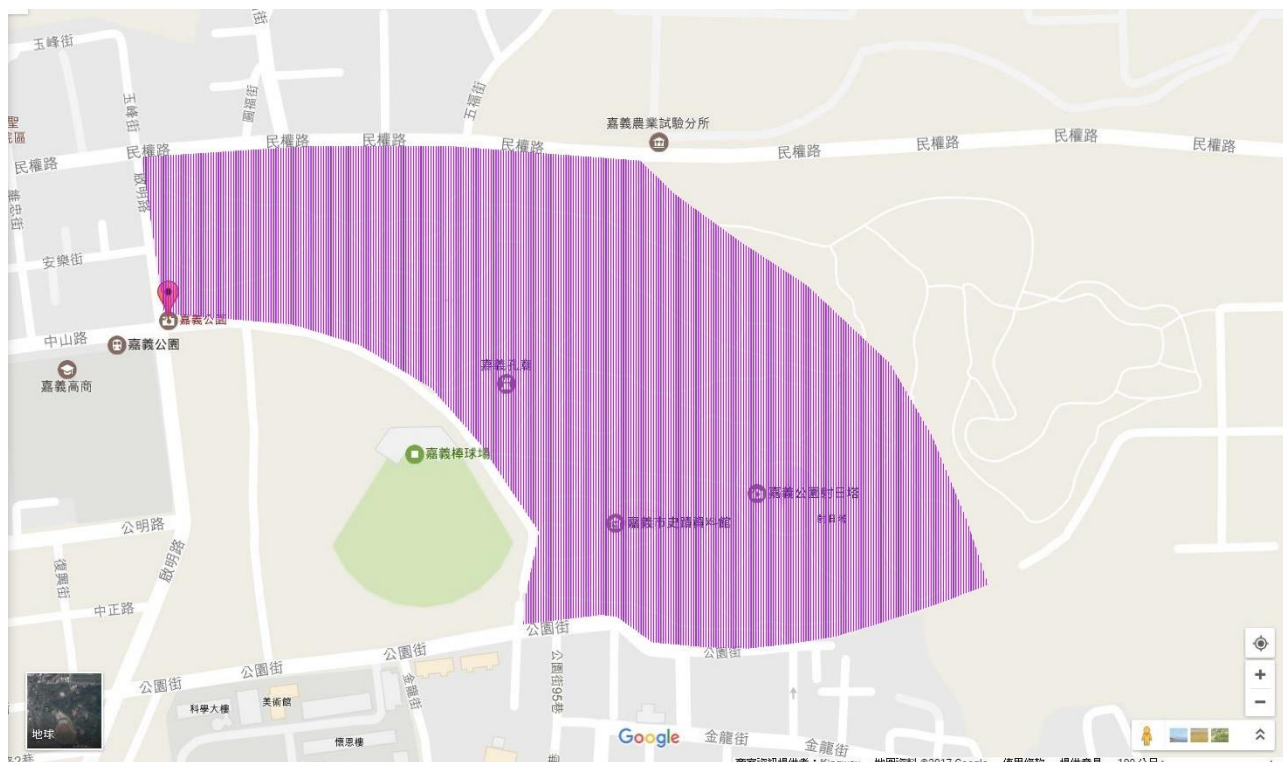 玉峰街
玉峰街
圓福街
五福街
嘉義農業試驗分所
民權路
民權路
民權路
民權路
民權路
民權路
民權路
民權路
民權路
啟明路
安樂街
嘉義公園
中山路
嘉義公園
嘉義高商
嘉義孔廟
嘉義棒球場
嘉義公園射日塔
射日塔
嘉義市史蹟資料館
公明路
啟明路
復興街
中正路
公園街
公園街
公園街
公園街
公園街95巷
金龍街
美術館
科學大樓
懷恩樓
地球
Google
金龍街
金龍街